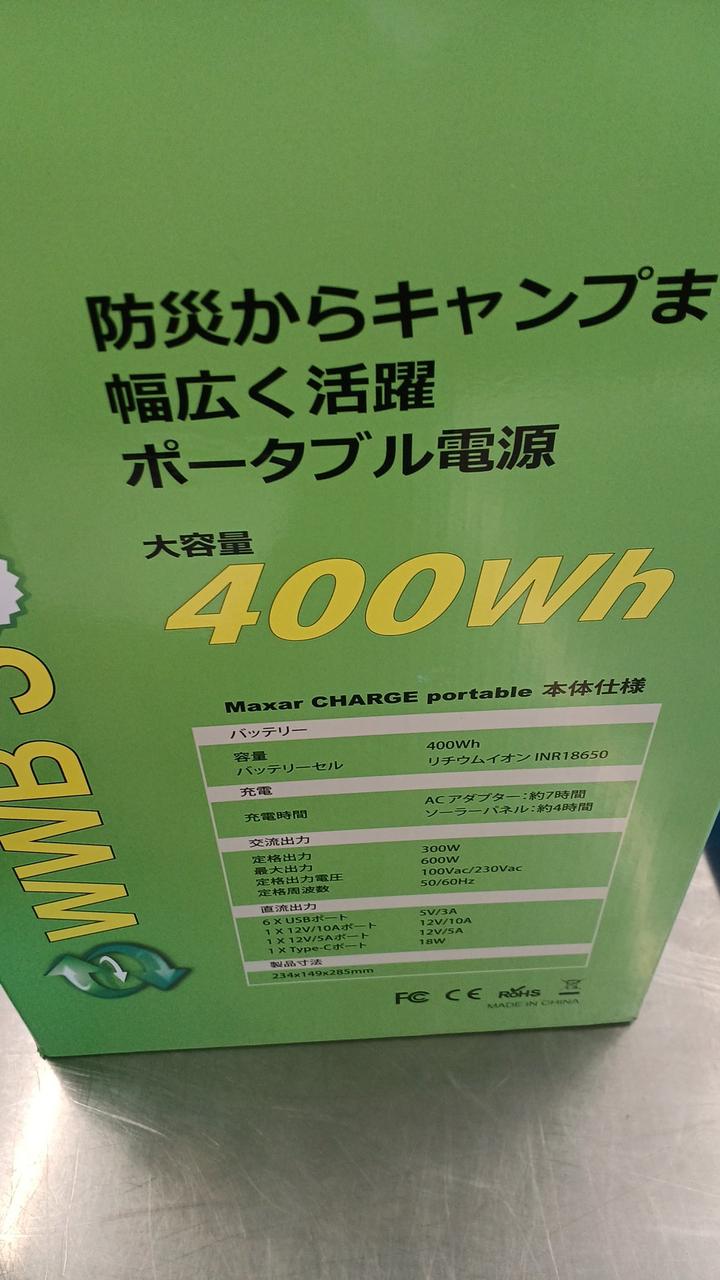 防災からキャンプま
幅広く活躍
ポータブル電源
大容量
400Wh
Maxar CHARGE portable 本体仕様
バッテリー
容量 400Wh
バッテリーセル リチウムイオン INR18650
充電
充電時間 ACアダプター:約7時間
ソーラーパネル:約4時間
交流出力
定格出力 300W
最大出力 600W
定格出力電圧 100Vac/230Vac
定格周波数 50/60Hz
直流出力
6 X USBポート 5V/3A
1 X 12V/10Aポート 12V/10A
1 X 12V/5Aポート 12V/5A
1 X Type-Cポート 18W
製品寸法
234x149x285mm
FC CE RoHS
MADE IN CHINA
WWB